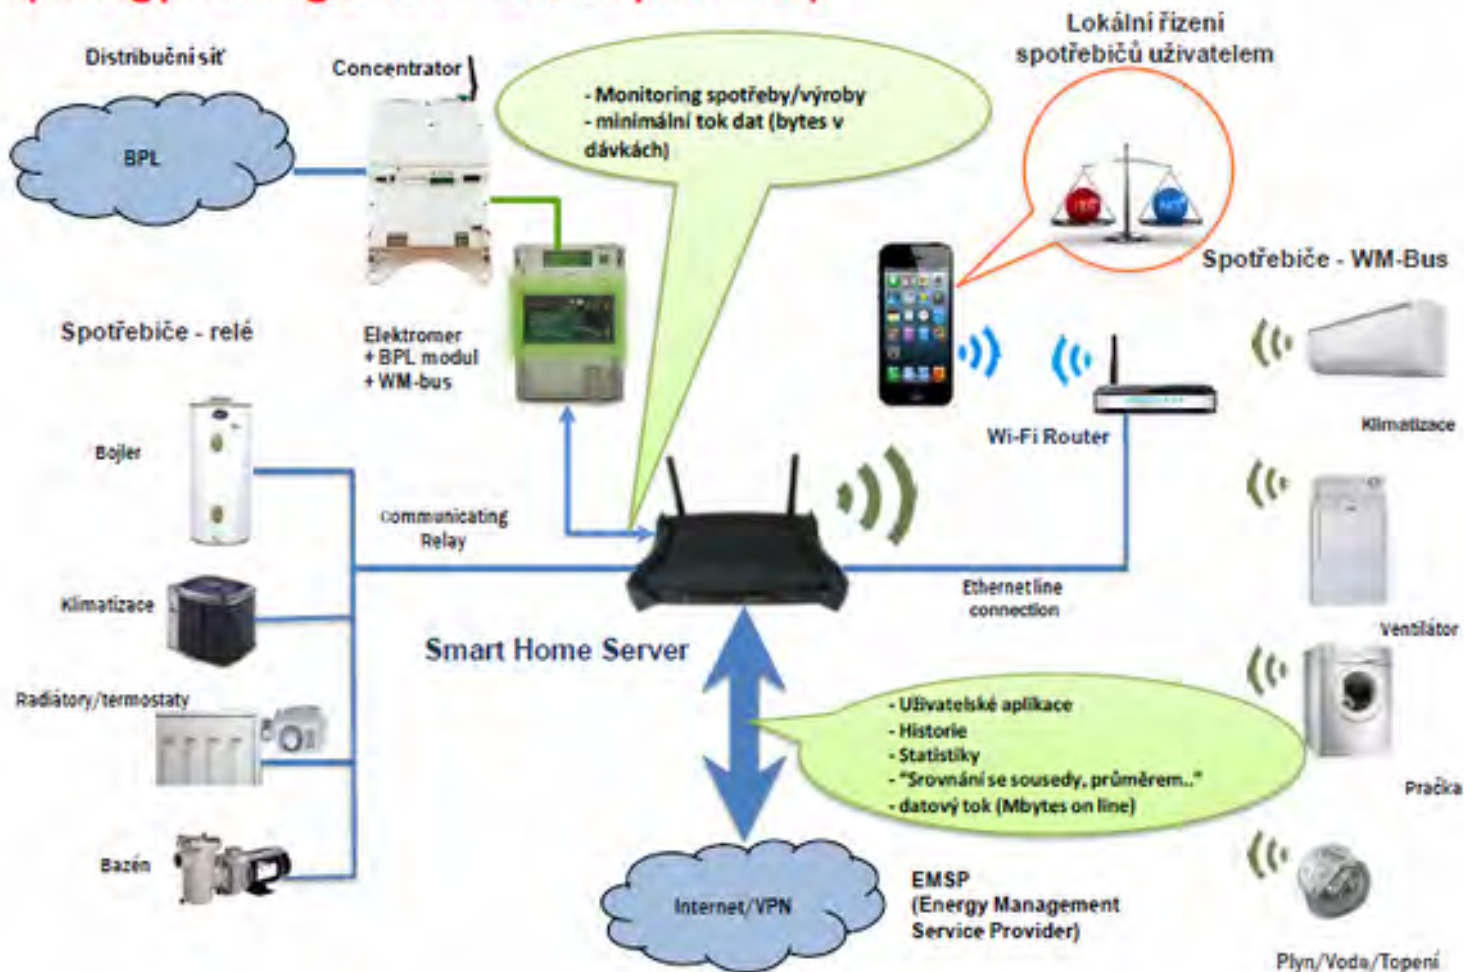 Lokální řízení
spotřebičů uživatelem
Distribuční síť
Concentrator
- Monitoring spotřeby/výroby
- minimální tok dat (bytes v
dávkách)
BPL
Spotřebiče - WM-Bus
Spotřebiče - relé
Elektromer
+ BPL modul
+ WM-bus
Klimatizace
Wi-Fi Router
Bojler
Communicating
Relay
Ethernet line
connection
Klimatizace
Ventilátor
Smart Home Server
Radiátory/termostaty
- Uživatelské aplikace
- Historie
- Statistiky
- "Srovnání se sousedy, průměrem.."
- datový tok (Mbytes on line)
Pračka
Bazén
Internet/VPN
EMSP
(Energy Management
Service Provider)
Plyn/Voda/Topení